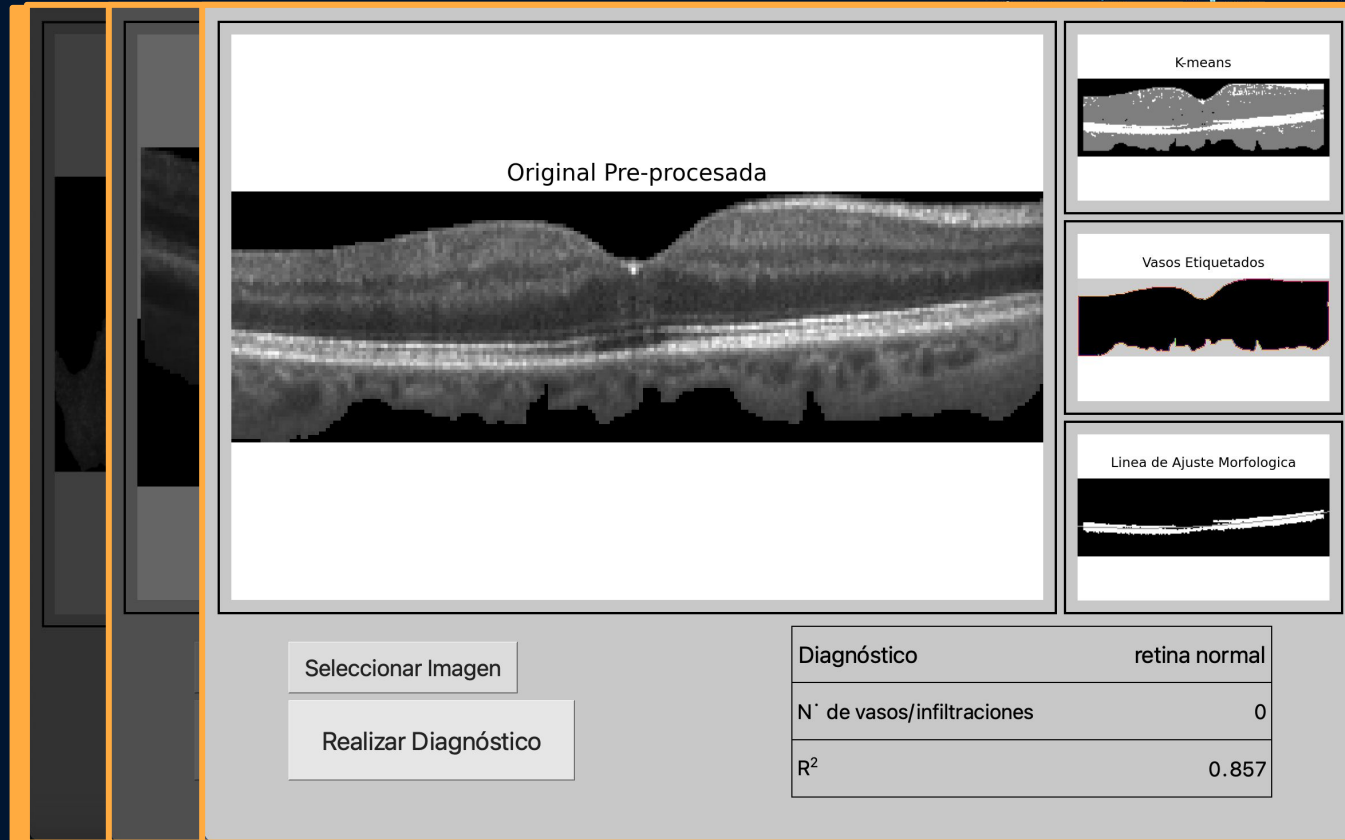 Original Pre-procesada
K-means
Vasos Etiquetados
Linea de Ajuste Morfologica
Seleccionar Imagen
Realizar Diagnóstico
Diagnóstico retina normal
N˙ de vasos/infiltraciones 0
R² 0.857